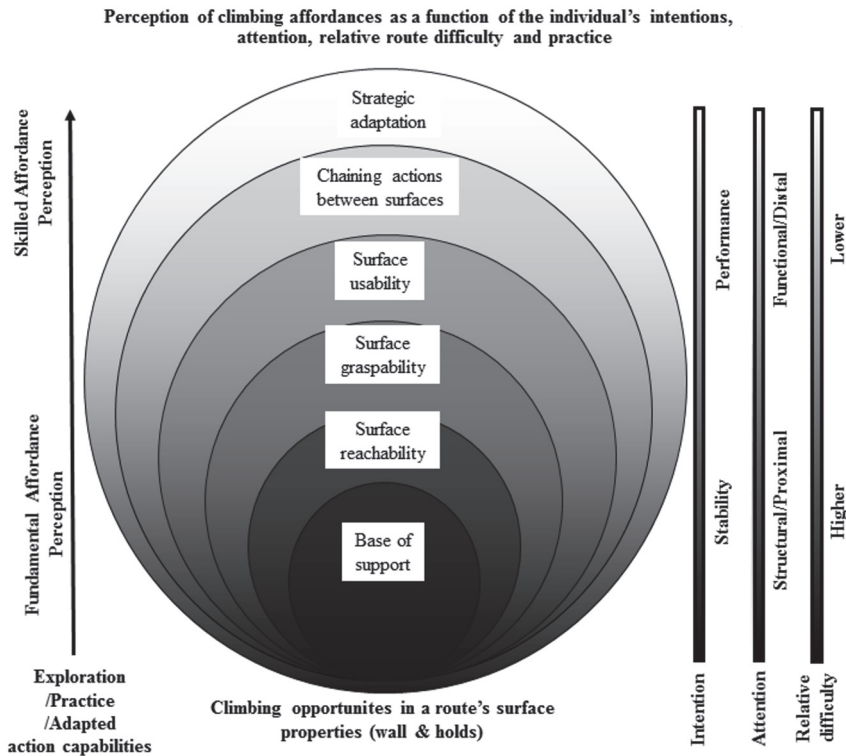 Perception of climbing affordances as a function of the individual's intentions,
attention, relative route difficulty and practice
Skilled Affordance
Perception
Fundamental Affordance
Perception
Exploration
/Practice
/Adapted
action capabilities
Strategic
adaptation
Chaining actions
between surfaces
Surface
usability
Surface
graspability
Surface
reachability
Base of
support
Climbing opportunites in a route's surface
properties (wall & holds)
Performance
Stability
Intention
Functional/Distal
Structural/Proximal
Attention
Lower
Higher
Relative
difficulty